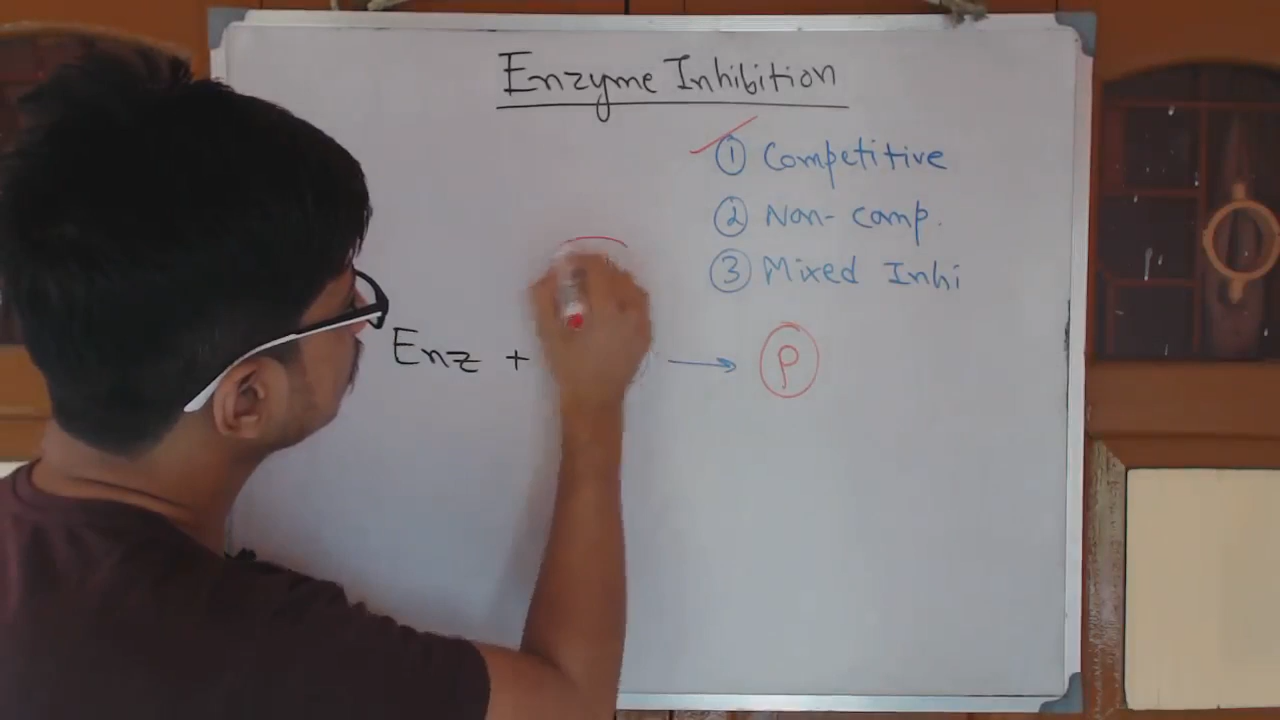 Enzyme Inhibition
① Competitive
② Non- Comp.
③ Mixed Inhi
Enz + → P